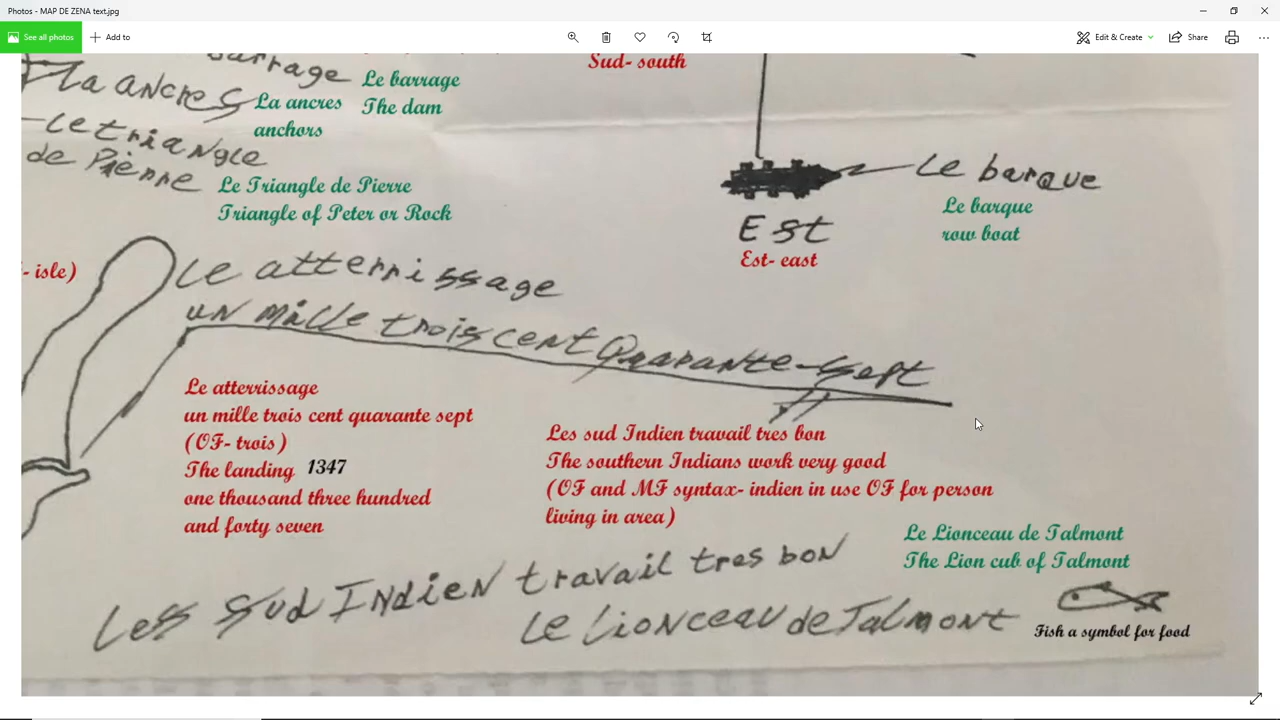 Photos - MAP DE ZENA text.jpg
See all photos
Add to
Edit & Create
Share
barrage
Le barrage
The dam
La ancres
La ancres
anchors
Le triangle
de Pierre
Le Triangle de Pierre
Triangle of Peter or Rock
Sud- south
Le barque
Le barque
row boat
Est
Est- east
- isle)
Le atterrissage
un mille trois cent Quarante-sept
Le atterrissage
un mille trois cent quarante sept
(OF- trois)
The landing 1347
one thousand three hundred
and forty seven
Les sud Indien travail tres bon
The southern Indians work very good
(OF and MF syntax- indien in use OF for person
living in area)
Le Lionceau de Talmont
The Lion cub of Talmont
Les sud Indien travail tres bon
Le Lionceau de Talmont
Fish a symbol for food